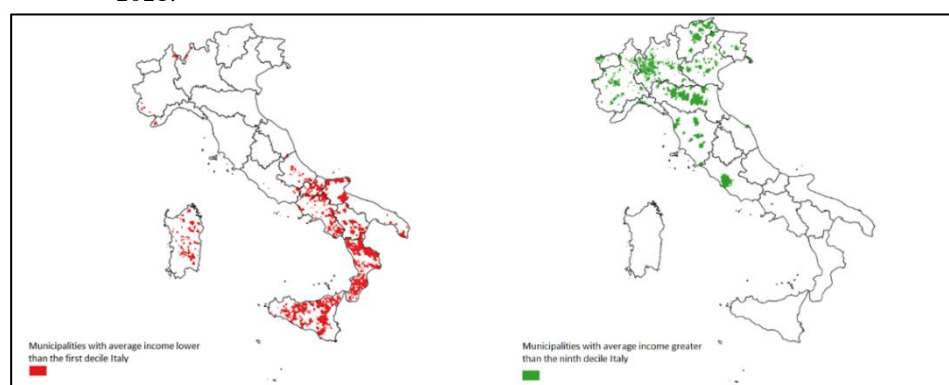 2021.
Municipalities with average income lower
than the first decile Italy
Municipalities with average income greater
than the ninth decile Italy